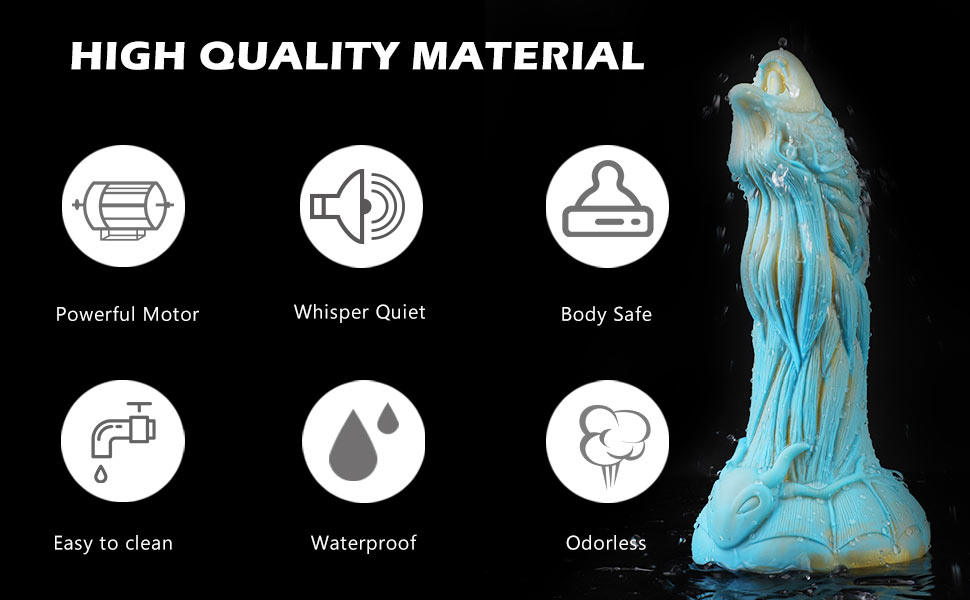 HIGH QUALITY MATERIAL
Powerful Motor
Whisper Quiet
Body Safe
Easy to clean
Waterproof
Odorless